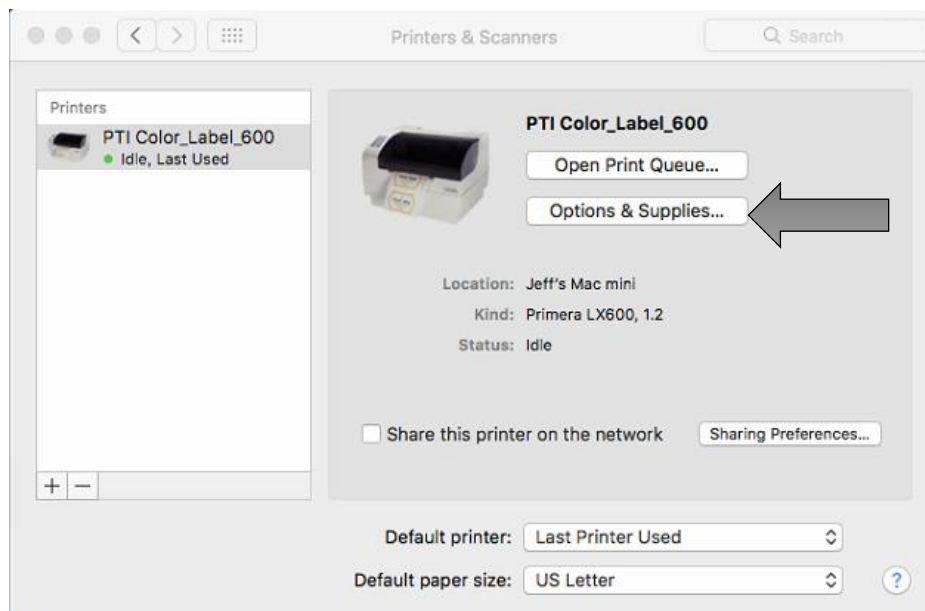 Printers & Scanners
Search
Printers
PTI Color_Label_600
Idle, Last Used
PTI Color_Label_600
Open Print Queue...
Options & Supplies...
Location: Jeff's Mac mini
Kind: Primera LX600, 1.2
Status: Idle
Share this printer on the network
Sharing Preferences...
+ −
Default printer: Last Printer Used
Default paper size: US Letter
?